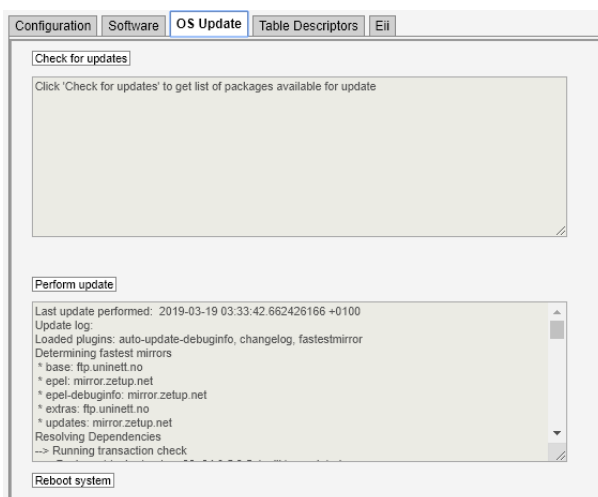 Configuration Software OS Update Table Descriptors Eii
Check for updates
Click 'Check for updates' to get list of packages available for update
Perform update
Last update performed:  2019-03-19 03:33:42.662426166 +0100
Update log:
Loaded plugins: auto-update-debuginfo, changelog, fastestmirror
Determining fastest mirrors
* base: ftp.uninett.no
* epel: mirror.zetup.net
* epel-debuginfo: mirror.zetup.net
* extras: ftp.uninett.no
* updates: mirror.zetup.net
Resolving Dependencies
--> Running transaction check
Reboot system